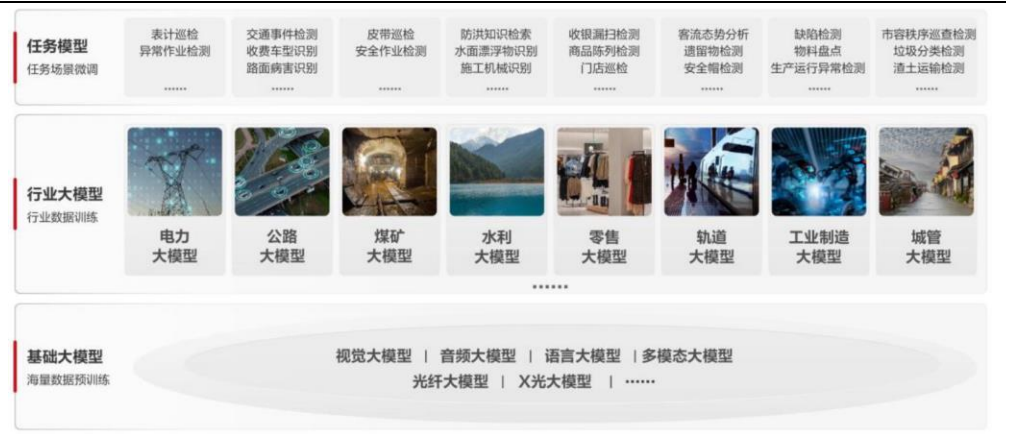 任务模型
任务场景微调
表计巡检
异常作业检测
......
交通事件检测
收费车型识别
路面病害识别
......
皮带巡检
安全作业检测
......
防洪知识检索
水面漂浮物识别
施工机械识别
......
收银漏扫检测
商品陈列检测
门店巡检
......
客流态势分析
遗留物检测
安全帽检测
......
缺陷检测
物料盘点
生产运行异常检测
......
市容秩序巡查检测
垃圾分类检测
渣土运输检测
......
行业大模型
行业数据训练
电力
大模型
公路
大模型
煤矿
大模型
水利
大模型
零售
大模型
轨道
大模型
工业制造
大模型
城管
大模型
......
基础大模型
海量数据预训练
视觉大模型 | 音频大模型 | 语言大模型 | 多模态大模型
光纤大模型 | X光大模型 | ......